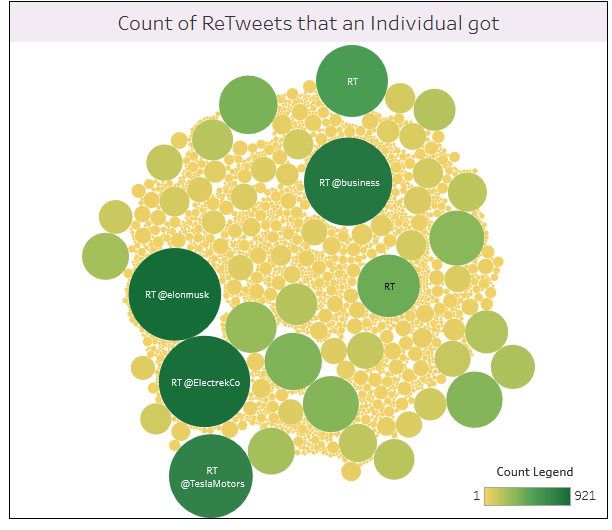 Count of ReTweets that an Individual got
RT
RT @business
RT
RT @elonmusk
RT @ElectrekCo
RT
@TeslaMotors
Count Legend
1 921